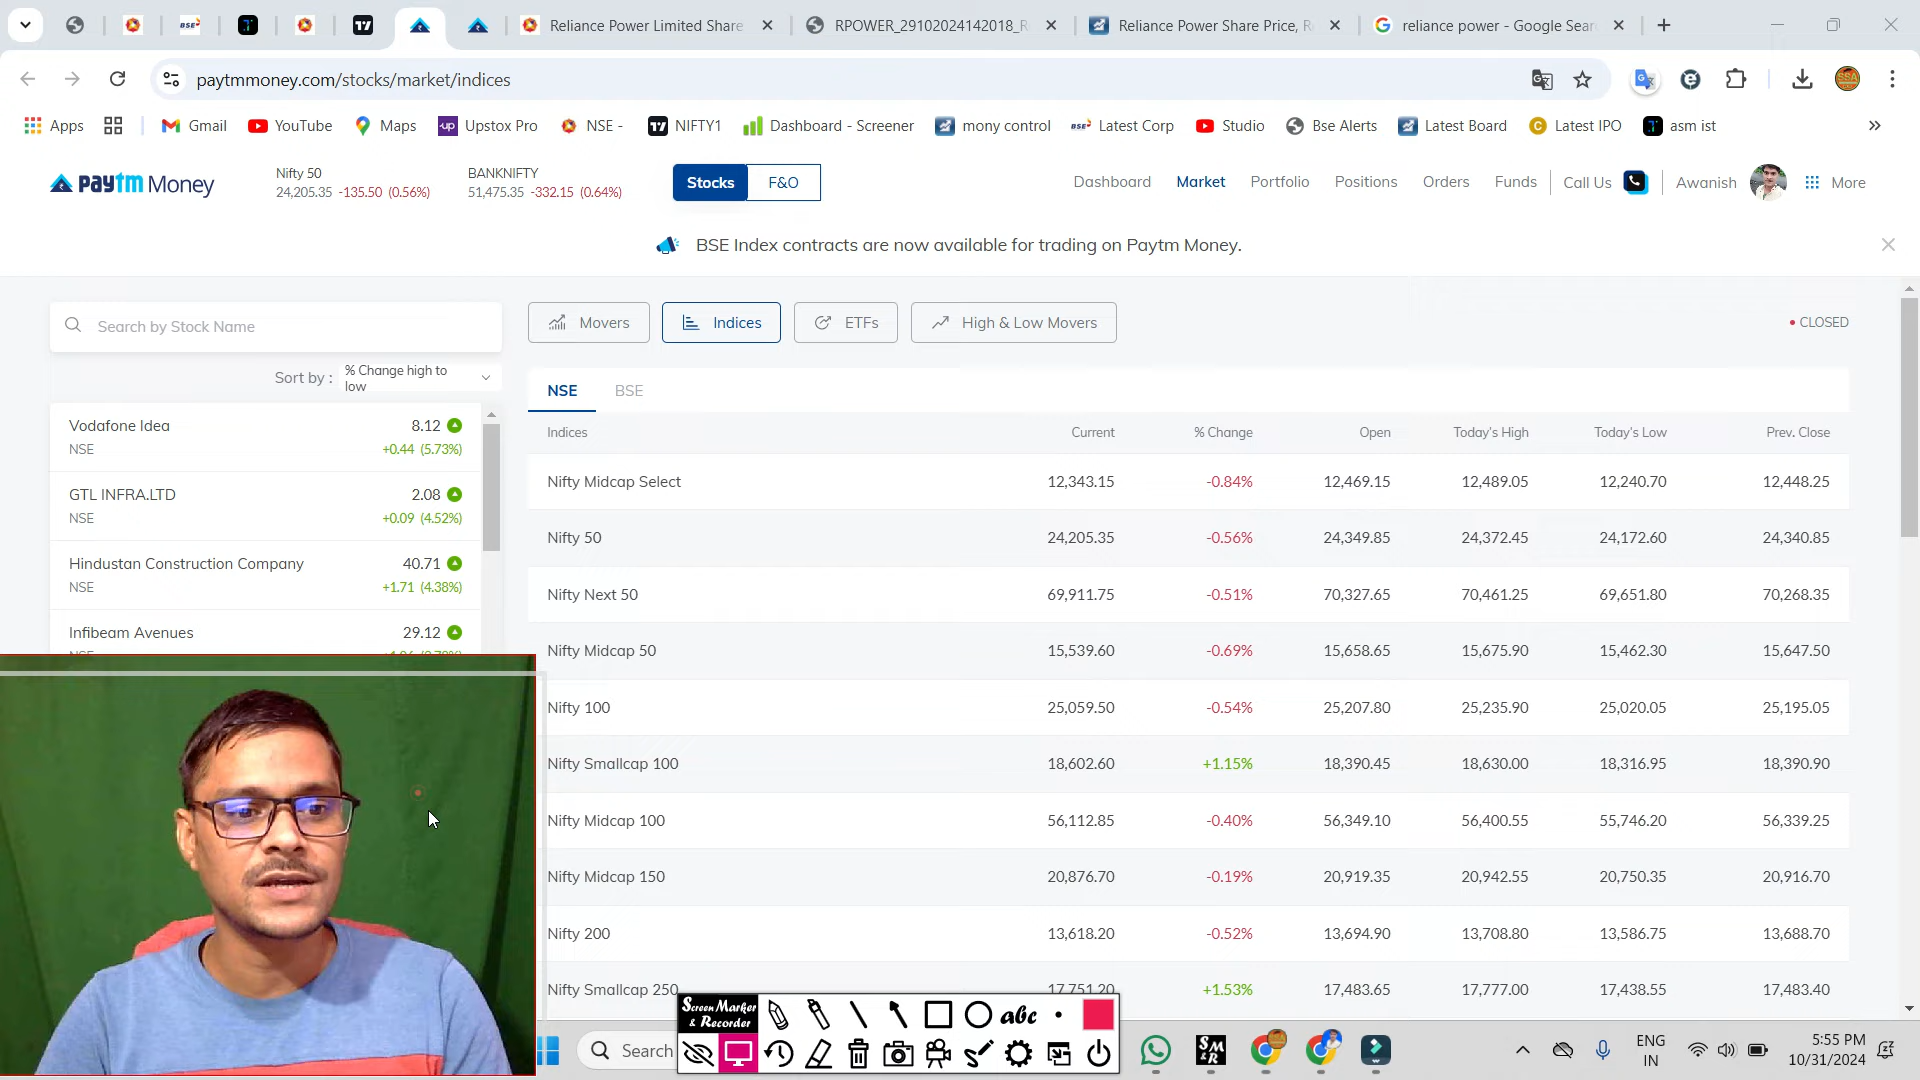 Reliance Power Limited Share
RPOWER_29102024142018_R
Reliance Power Share Price, R
reliance power - Google Sear
paytmmoney.com/stocks/market/indices
Apps
Gmail
YouTube
Maps
Upstox Pro
NSE -
NIFTY1
Dashboard - Screener
mony control
Latest Corp
Studio
Bse Alerts
Latest Board
Latest IPO
asm ist
paytm Money
Nifty 50
24,205.35 -135.50 (0.56%)
BANKNIFTY
51,475.35 -332.15 (0.64%)
Stocks
F&O
Dashboard
Market
Portfolio
Positions
Orders
Funds
Call Us
Awanish
More
BSE Index contracts are now available for trading on Paytm Money.
Search by Stock Name
Movers
Indices
ETFs
High & Low Movers
CLOSED
Sort by :
% Change high to
low
NSE
BSE
Vodafone Idea 8.12
NSE +0.44 (5.73%)
GTL INFRA.LTD 2.08
NSE +0.09 (4.52%)
Hindustan Construction Company 40.71
NSE +1.71 (4.38%)
Infibeam Avenues 29.12
Indices Current % Change Open Today's High Today's Low Prev. Close
Nifty Midcap Select 12,343.15 -0.84% 12,469.15 12,489.05 12,240.70 12,448.25
Nifty 50 24,205.35 -0.56% 24,349.85 24,372.45 24,172.60 24,340.85
Nifty Next 50 69,911.75 -0.51% 70,327.65 70,461.25 69,651.80 70,268.35
Nifty Midcap 50 15,539.60 -0.69% 15,658.65 15,675.90 15,462.30 15,647.50
Nifty 100 25,059.50 -0.54% 25,207.80 25,235.90 25,020.05 25,195.05
Nifty Smallcap 100 18,602.60 +1.15% 18,390.45 18,630.00 18,316.95 18,390.90
Nifty Midcap 100 56,112.85 -0.40% 56,349.10 56,400.55 55,746.20 56,339.25
Nifty Midcap 150 20,876.70 -0.19% 20,919.35 20,942.55 20,750.35 20,916.70
Nifty 200 13,618.20 -0.52% 13,694.90 13,708.80 13,586.75 13,688.70
Nifty Smallcap 250 17,751.20 +1.53% 17,483.65 17,777.00 17,438.55 17,483.40
Screen Marker
& Recorder
abc
Search
SM
&R
ENG
IN
5:55 PM
10/31/2024